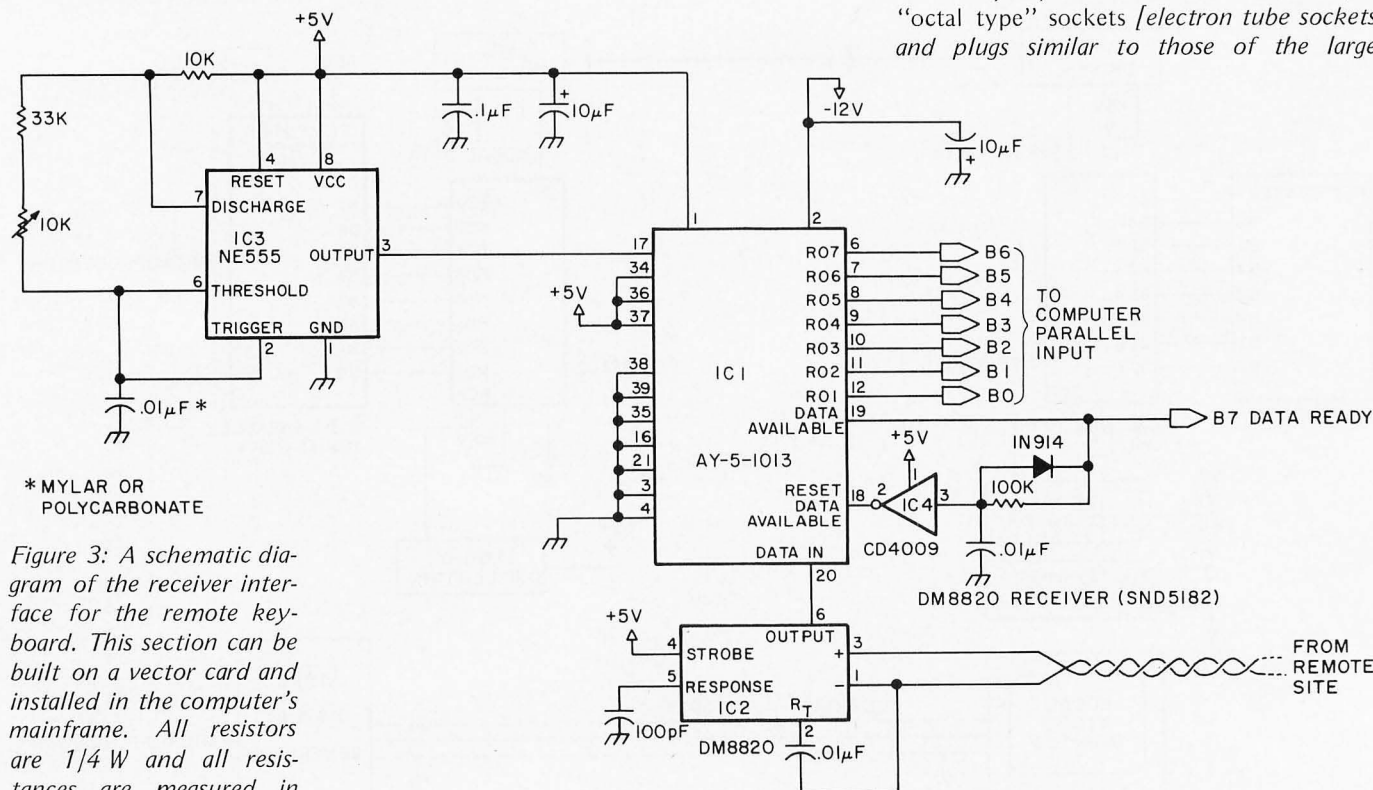 "octal type" sockets [electron tube sockets
and plugs similar to those of the large
+5V
10K
33K
.1µF
+
10µF
-12V
10µF
+
4
8
RESET
VCC
7
DISCHARGE
10K
IC3
NE555
OUTPUT
3
6
THRESHOLD
TRIGGER
GND
2
1
.01µF *
* MYLAR OR
POLYCARBONATE
1
2
17
34
36
37
+5V
38
39
35
16
21
3
4
IC1
AY-5-1013
RO7 6 B6
RO6 7 B5
RO5 8 B4
RO4 9 B3
RO3 10 B2
RO2 11 B1
RO1 12 B0
TO
COMPUTER
PARALLEL
INPUT
DATA
AVAILABLE
19
B7 DATA READY
+5V
1
1N914
100K
RESET
DATA
AVAILABLE
18
2
IC4
3
CD4009
.01µF
DATA IN
20
DM8820 RECEIVER (SND5182)
6
OUTPUT
+5V
4
STROBE
+
3
5
RESPONSE
–
1
IC2
RT
2
100pF
DM8820
.01µF
FROM
REMOTE
SITE
Figure 3: A schematic dia-
gram of the receiver inter-
face for the remote key-
board. This section can be
built on a vector card and
installed in the computer's
mainframe. All resistors
are 1/4 W and all resis-
tances are measured in